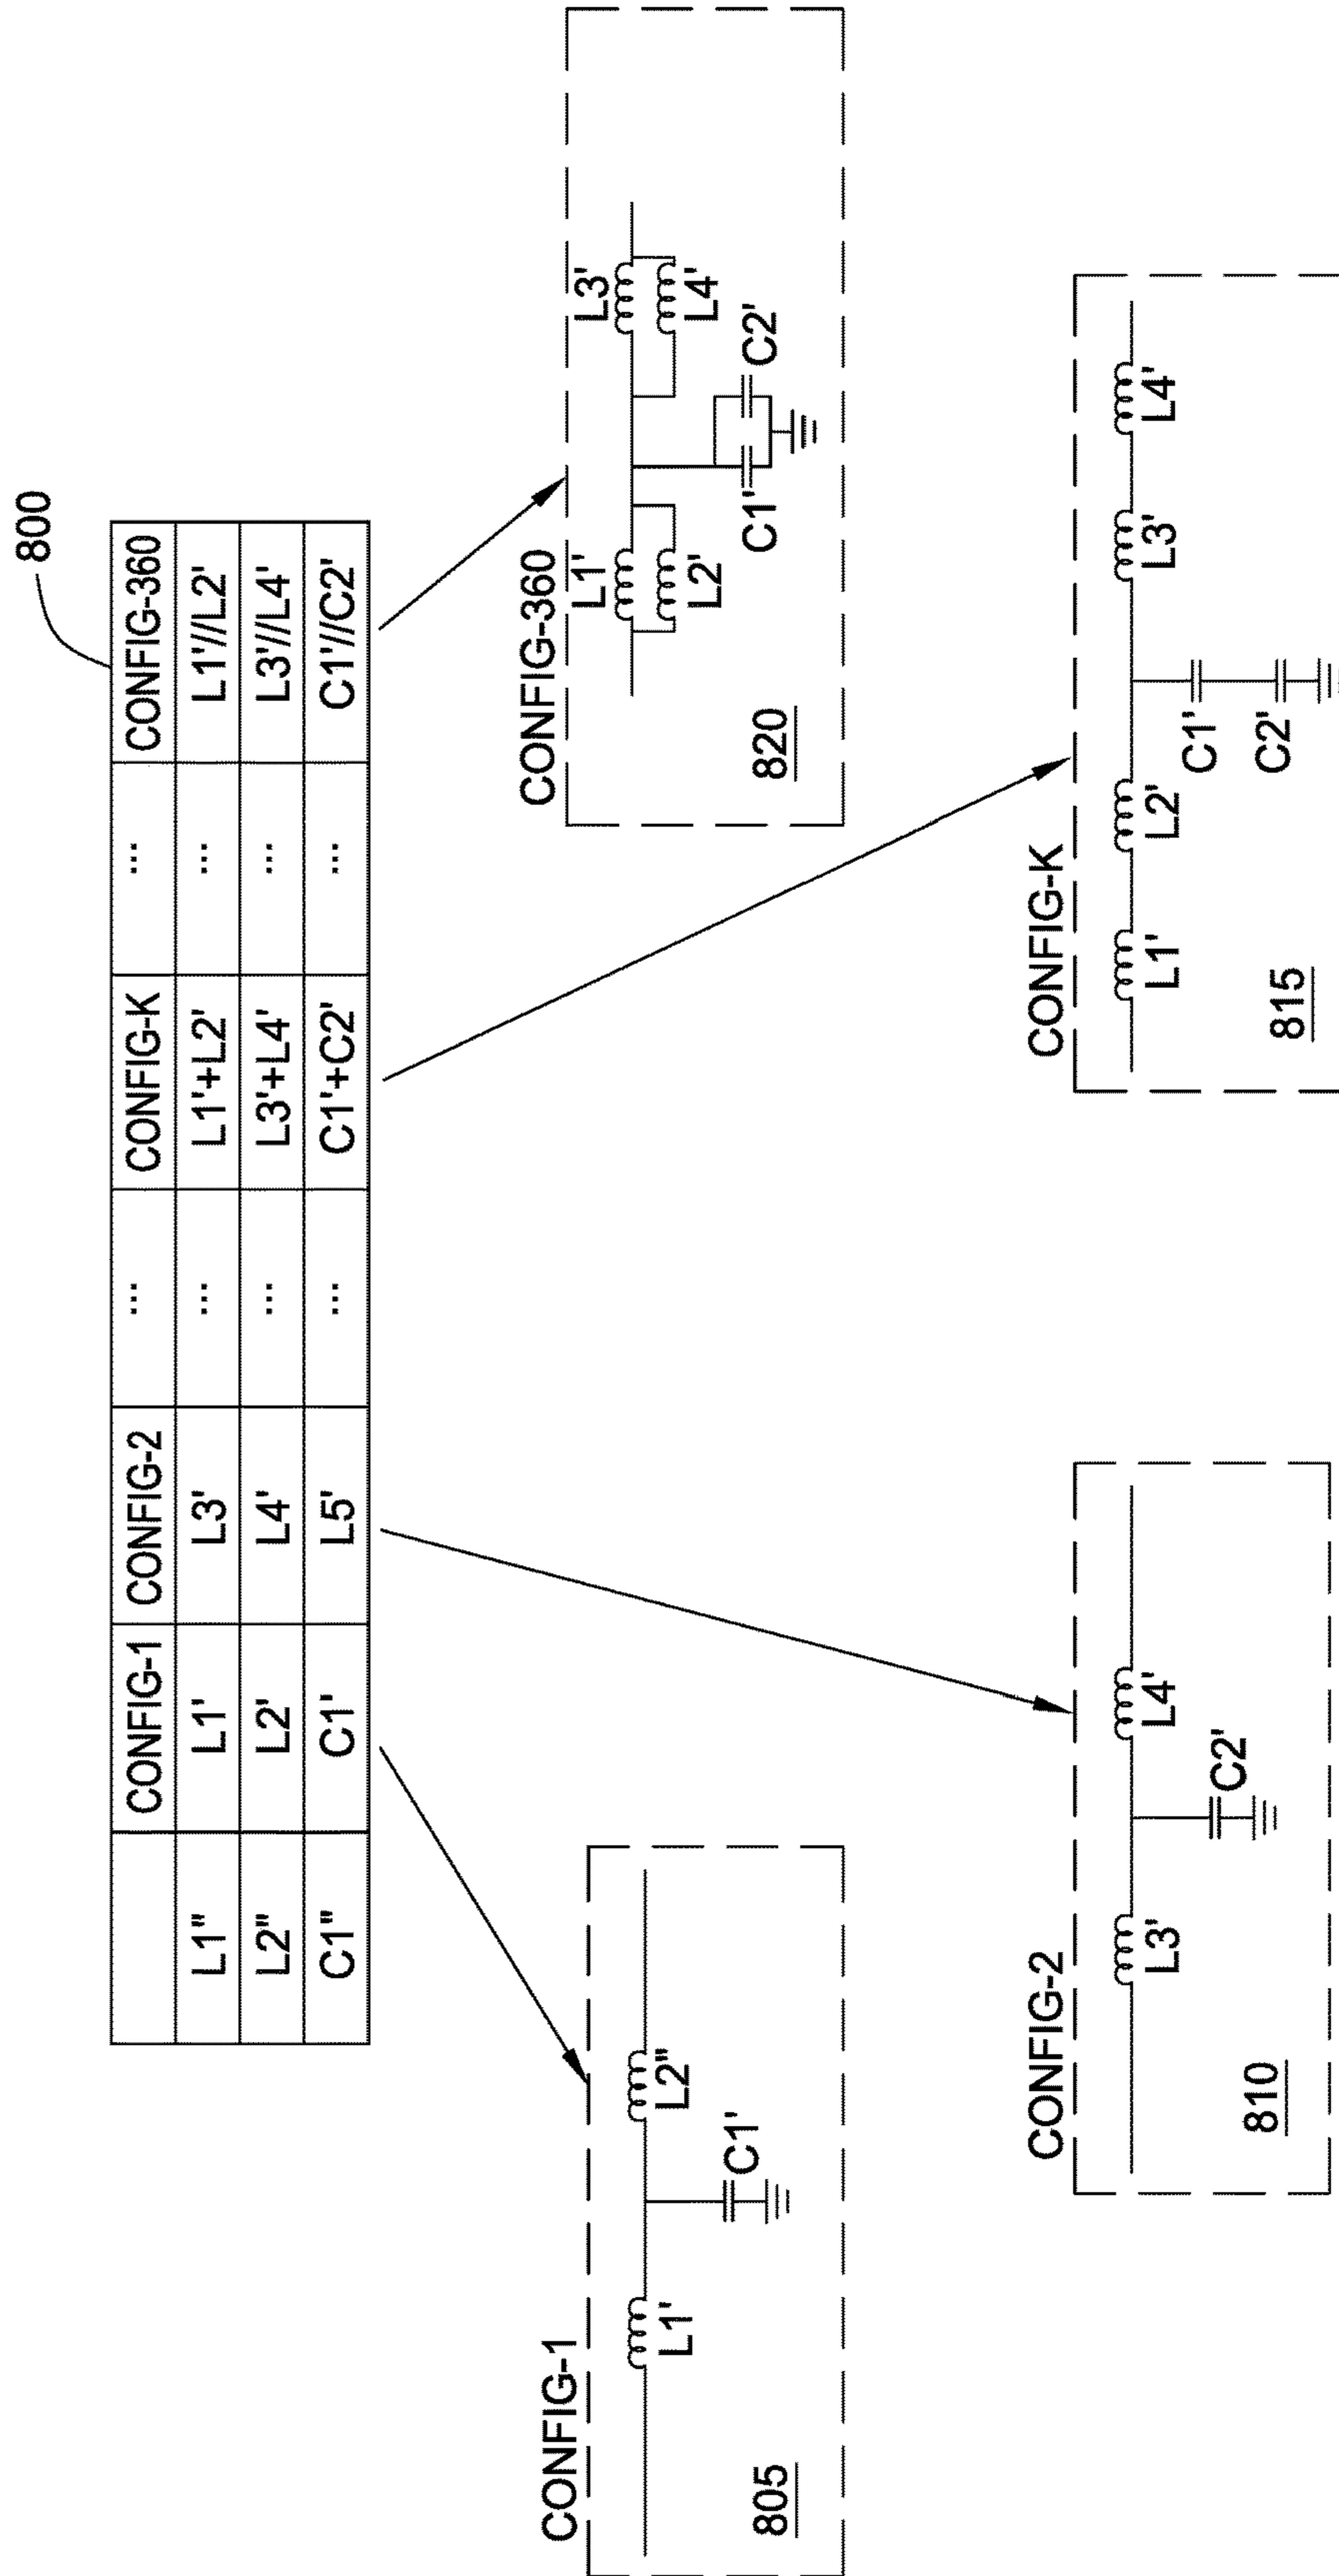 800
CONFIG-1 CONFIG-2 ... CONFIG-K ... CONFIG-360
L1" L1' L3' ... L1'+L2' ... L1'//L2'
L2" L2' L4' ... L3'+L4' ... L3'//L4'
C1" C1' L5' ... C1'+C2' ... C1'//C2'
CONFIG-1
L1' L2"
C1'
805
CONFIG-360
L1' L3'
L2' L4'
C1' C2'
820
CONFIG-2
L3' L4'
C2'
810
CONFIG-K
L1' L2' L3' L4'
C1'
C2'
815